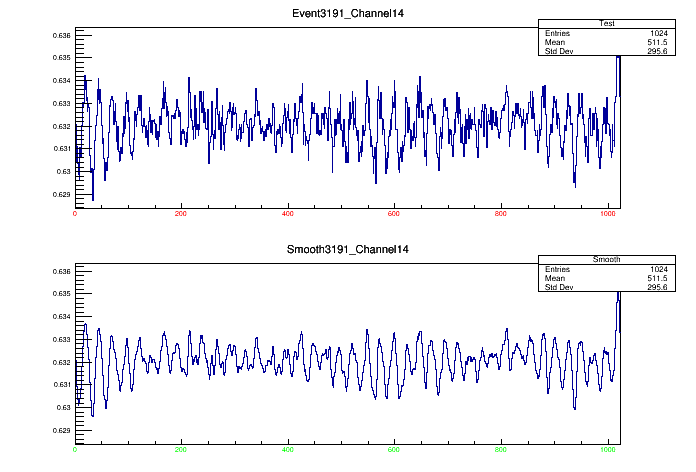 Event3191_Channel14
Test
Entries 1024
Mean 511.5
Std Dev 295.6
0.636
0.635
0.634
0.633
0.632
0.631
0.63
0.629
0 200 400 600 800 1000
Smooth3191_Channel14
Smooth
Entries 1024
Mean 511.5
Std Dev 295.6
0.636
0.635
0.634
0.633
0.632
0.631
0.63
0.629
0 200 400 600 800 1000